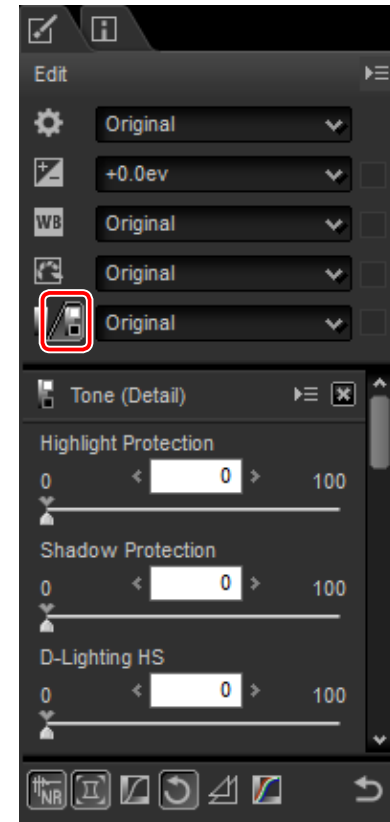 Edit
Original
+0.0ev
WB Original
Original
Original
Tone (Detail)
Highlight Protection
0 0 100
Shadow Protection
0 0 100
D-Lighting HS
0 0 100
NR